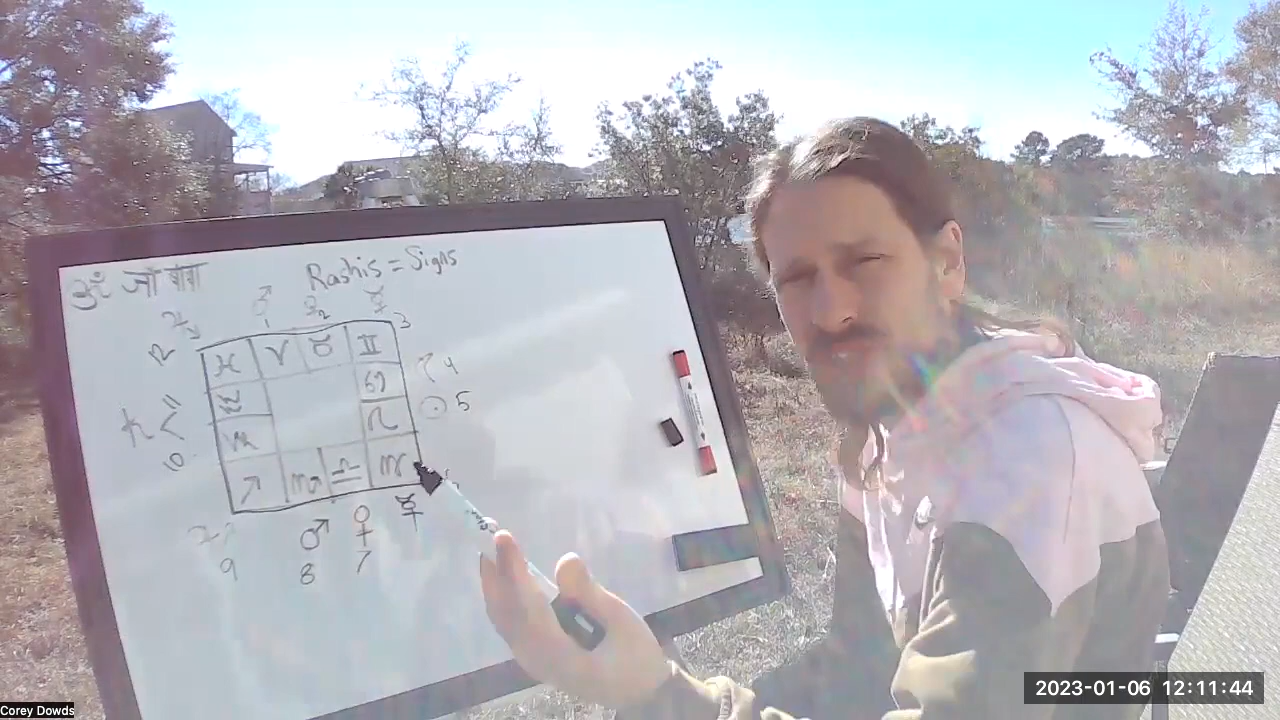 ॐ जी बाबा
Rashis = Signs
♃ ♂ ♀ ☿
1 2 3
12 ♓ ♈ ♉ ♊
♋ 4
11 ♒ ♌ ☉ 5
10 ♑
♐ ♏ ♎ ♍
♂ ♀ ☿
9 8 7
Corey Dowds
2023-01-06 12:11:44